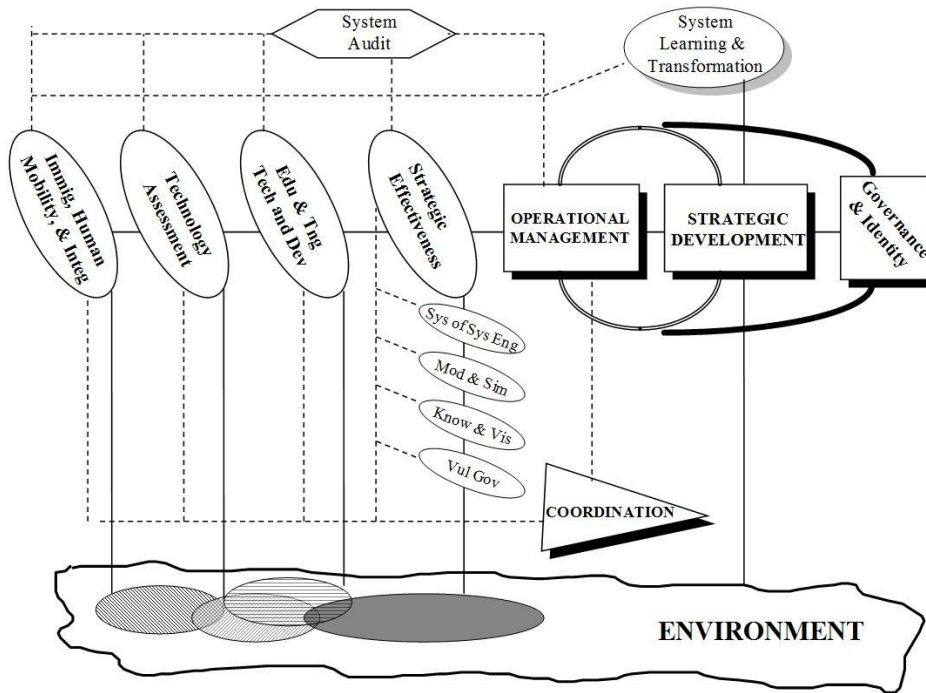 System
Audit
System
Learning &
Transformation
Immig, Human
Mobility, & Integ
Technology
Assessment
Edu & Tng
Tech and Dev
Strategic
Effectiveness
OPERATIONAL
MANAGEMENT
STRATEGIC
DEVELOPMENT
Governance
& Identity
Sys of Sys Eng
Mod & Sim
Know & Vis
Vul Gov
COORDINATION
ENVIRONMENT